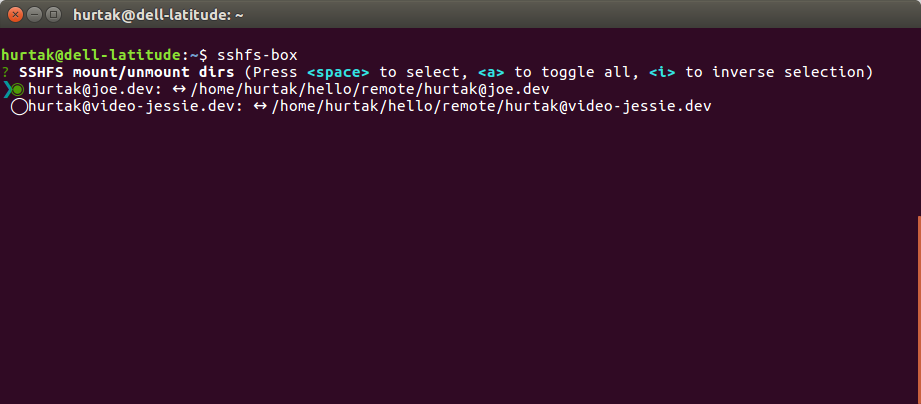 hurtak@dell-latitude: ~
hurtak@dell-latitude:~$ sshfs-box
? SSHFS mount/unmount dirs (Press <space> to select, <a> to toggle all, <i> to inverse selection)
❯◉ hurtak@joe.dev: ↔ /home/hurtak/hello/remote/hurtak@joe.dev
◯ hurtak@video-jessie.dev: ↔ /home/hurtak/hello/remote/hurtak@video-jessie.dev